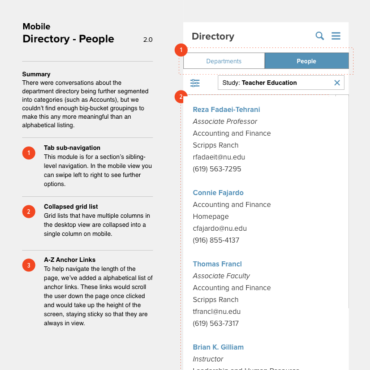 Mobile
Directory - People 2.0
Summary
There were conversations about the
department directory being further segmented
into categories (such as Accounts), but we
couldn't find enough big-bucket groupings to
make this any more meaningful than an
alphabetical listing.
1
Tab sub-navigation
This module is for a section's sibling-
level navigation. In the mobile view you
can swipe left to right to see further
options.
2
Collapsed grid list
Grid lists that have multiple columns in
the desktop view are collapsed into a
single column on mobile.
3
A-Z Anchor Links
To help navigate the length of the
page, we've added a alphabetical list of
anchor links. These links would scroll
the user down the page once clicked
and would take up the height of the
screen, staying sticky so that they are
always in view.
Directory
1
Departments People
Study: Teacher Education
2
Reza Fadaei-Tehrani
Associate Professor
Accounting and Finance
Scripps Ranch
rfadaeit@nu.edu
(619) 563-7295
Connie Fajardo
Accounting and Finance
Homepage
cfajardo@nu.edu
(916) 855-4137
Thomas Francl
Associate Faculty
Accounting and Finance
Scripps Ranch
tfrancl@nu.edu
(619) 563-7317
Brian K. Gilliam
Instructor
Leadership and Human Resource